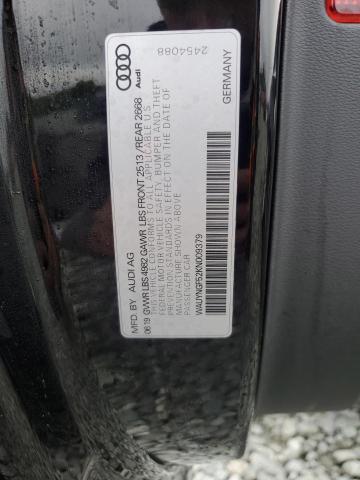 MFD. BY AUDI AG
06.19 GVWR LBS 4982 GAWR LBS FRONT 2513 /REAR 2668
THIS VEHICLE CONFORMS TO ALL APPLICABLE U.S.
FEDERAL MOTOR VEHICLE SAFETY, BUMPER, AND THEFT
PREVENTION STANDARDS IN EFFECT ON THE DATE OF
MANUFACTURE SHOWN ABOVE
PASSENGER CAR
WAUYNGF52KN009379
Audi
2454088
GERMANY